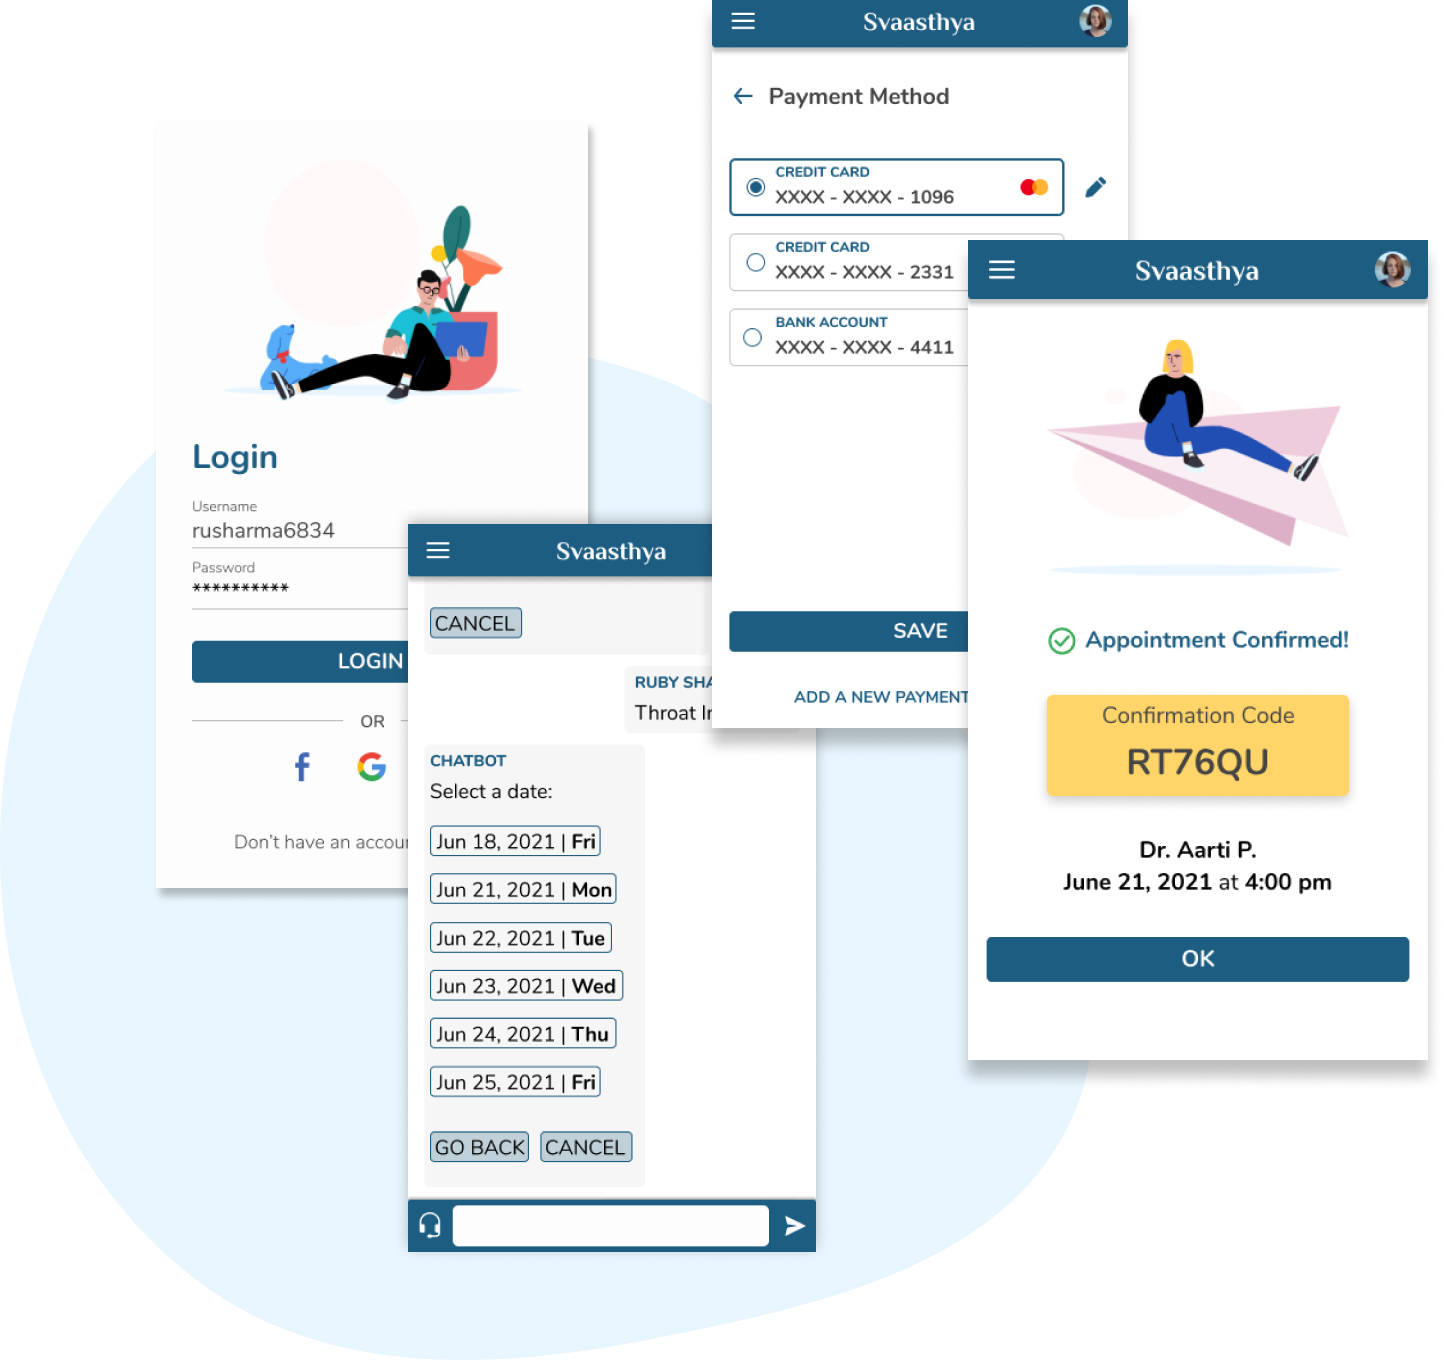 Login
Username
rusharma6834
Password
**********
LOGIN
OR
Don't have an
Svaasthya
CANCEL
RUBY
Throat
CHATBOT
Select a date:
Jun 18, 2021 | Fri
Jun 21, 2021 | Mon
Jun 22, 2021 | Tue
Jun 23, 2021 | Wed
Jun 24, 2021 | Thu
Jun 25, 2021 | Fri
GO BACK CANCEL
Svaasthya
Payment Method
CREDIT CARD
XXXX - XXXX - 1096
CREDIT CARD
XXXX - XXXX - 2331
BANK ACCOUNT
XXXX - XXXX - 4411
SAVE
ADD A NEW PAYMENT
Svaasthya
Appointment Confirmed!
Confirmation Code
RT76QU
Dr. Aarti P.
June 21, 2021 at 4:00 pm
OK